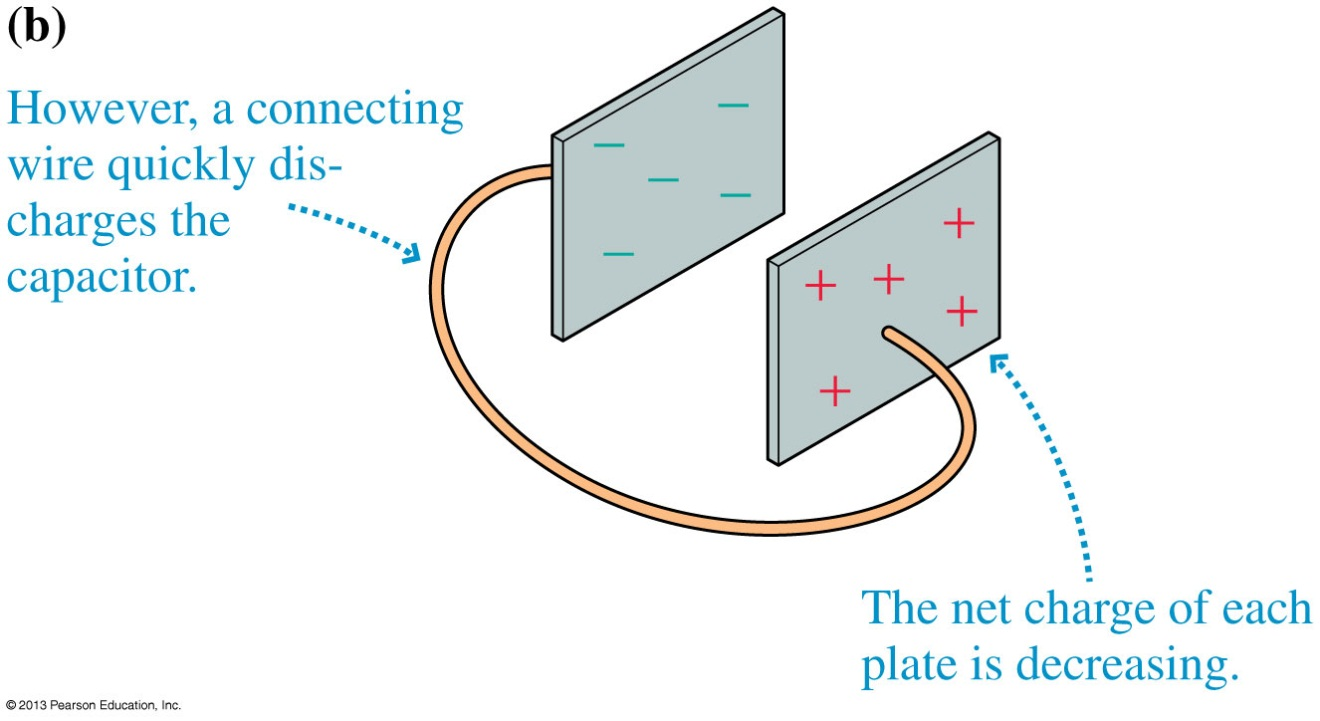 (b)
However, a connecting
wire quickly dis-
charges the
capacitor.
The net charge of each
plate is decreasing.
© 2013 Pearson Education, Inc.